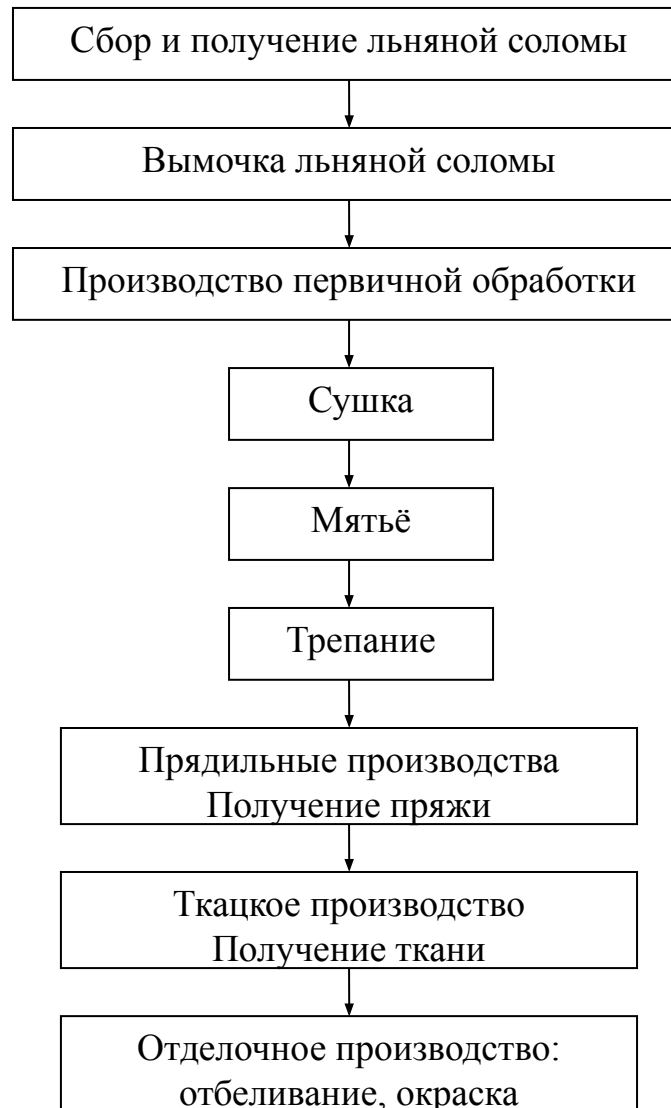 Сбор и получение льняной соломы
Вымочка льняной соломы
Производство первичной обработки
Сушка
Мятьё
Трепание
Прядильные производства
Получение пряжи
Ткацкое производство
Получение ткани
Отделочное производство:
отбеливание, окраска